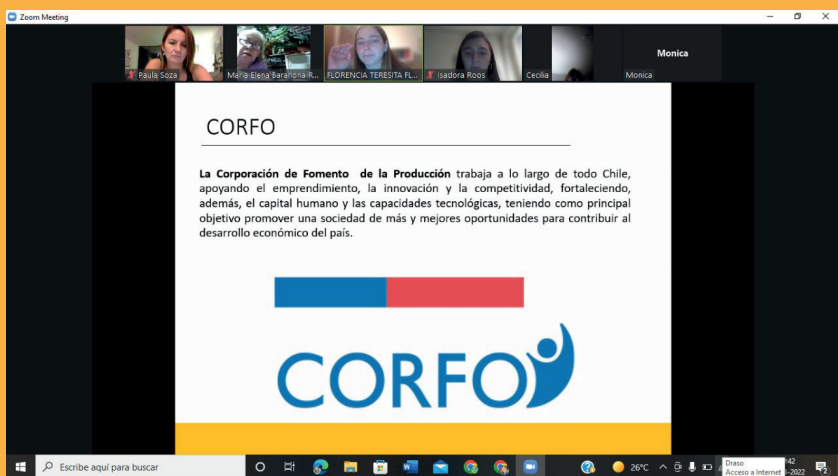 Zoom Meeting
Paula Soza
Maria Elena Barahona R...
FLORENCIA TERESITA FL...
Isadora Roos
Cecilia
Monica
Monica
CORFO
La Corporación de Fomento de la Producción trabaja a lo largo de todo Chile,
apoyando el emprendimiento, la innovación y la competitividad, fortaleciendo,
además, el capital humano y las capacidades tecnológicas, teniendo como principal
objetivo promover una sociedad de más y mejores oportunidades para contribuir al
desarrollo económico del país.
CORFO
Escribe aquí para buscar
26°C
Draso
Acceso a Internet
:42
-2022